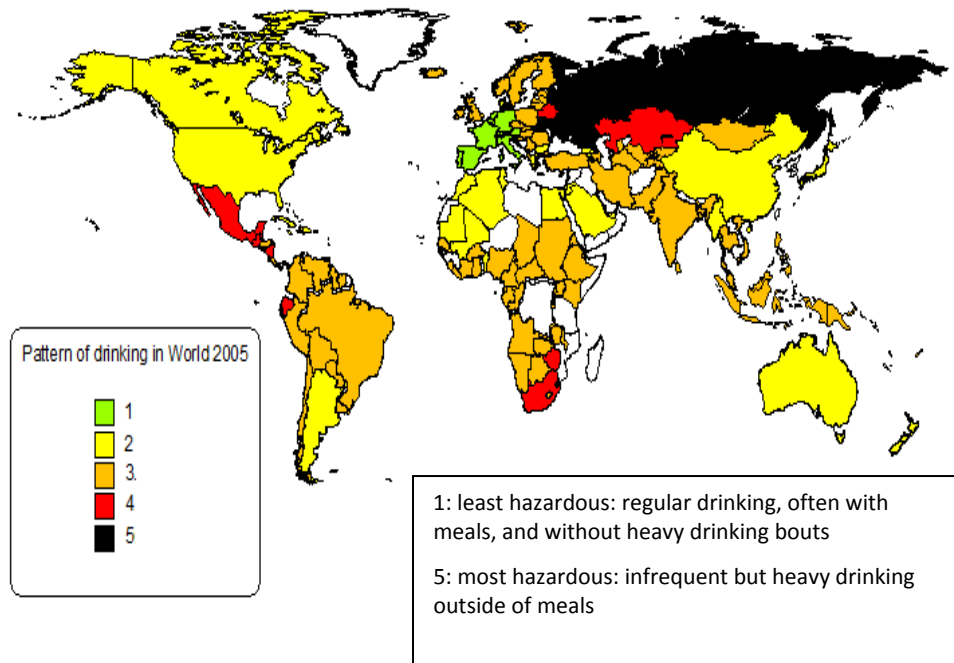 Pattern of drinking in World 2005
1
2
3.
4
5
1: least hazardous: regular drinking, often with
meals, and without heavy drinking bouts
5: most hazardous: infrequent but heavy drinking
outside of meals